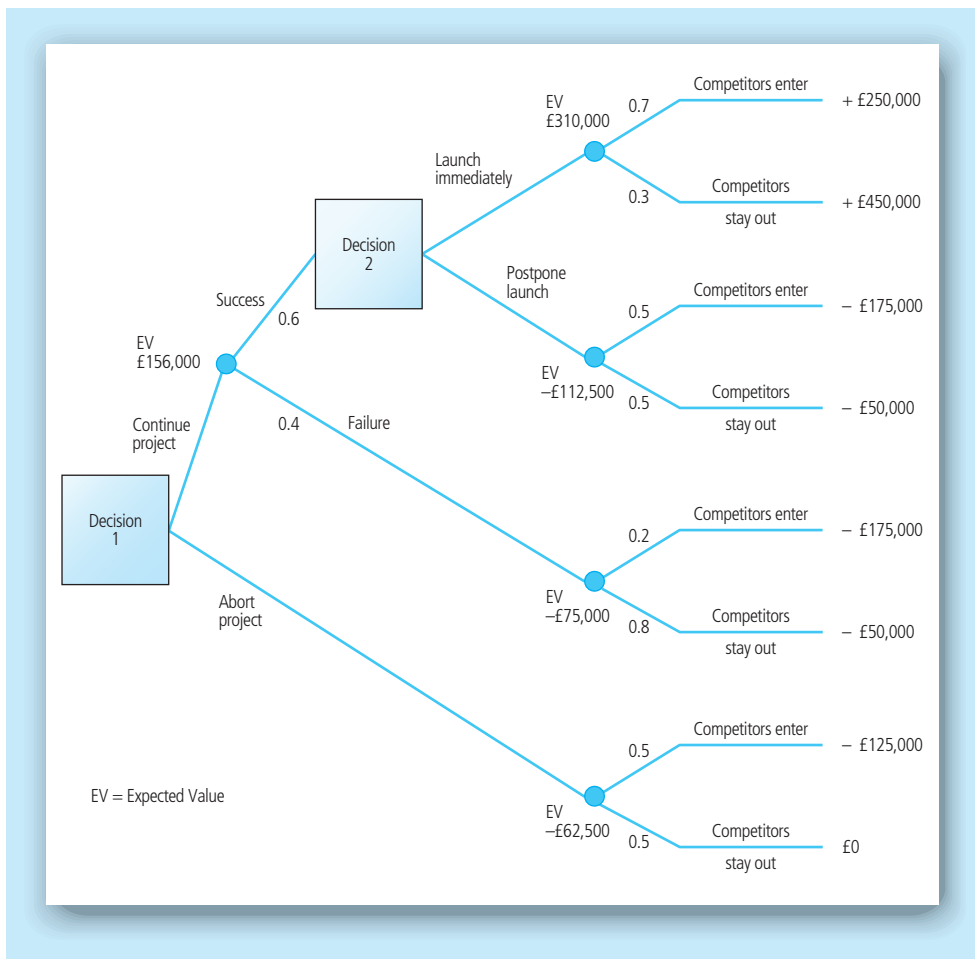 Competitors enter
+ £250,000
0.7
EV
£310,000
Launch
immediately
0.3
Competitors
stay out
+ £450,000
Decision
2
Postpone
launch
Competitors enter
– £175,000
0.5
Success
0.6
EV
£156,000
EV
–£112,500
0.5
Competitors
stay out
– £50,000
Continue
project
0.4
Failure
Decision
1
Competitors enter
– £175,000
0.2
Abort
project
EV
–£75,000
0.8
Competitors
stay out
– £50,000
Competitors enter
– £125,000
0.5
EV = Expected Value
EV
–£62,500
0.5
Competitors
stay out
£0